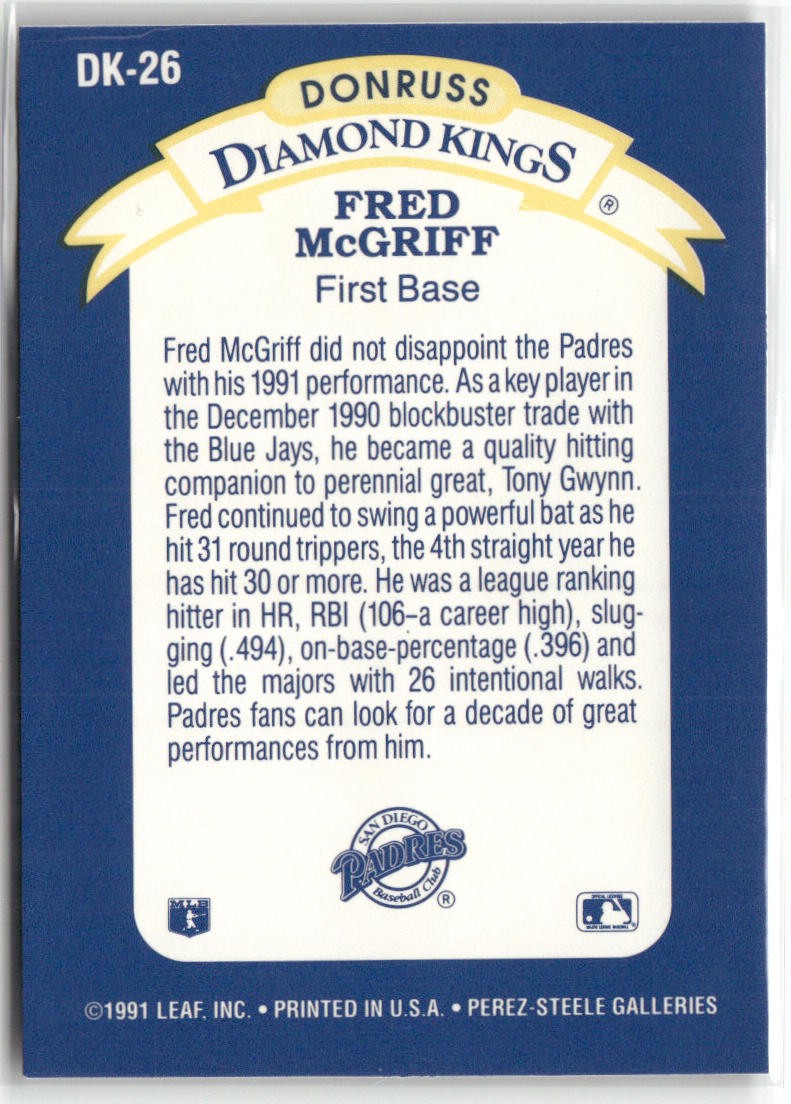 DK-26
DONRUSS
DIAMOND KINGS
®
FRED
McGRIFF
First Base
Fred McGriff did not disappoint the Padres
with his 1991 performance. As a key player in
the December 1990 blockbuster trade with
the Blue Jays, he became a quality hitting
companion to perennial great, Tony Gwynn.
Fred continued to swing a powerful bat as he
hit 31 round trippers, the 4th straight year he
has hit 30 or more. He was a league ranking
hitter in HR, RBI (106–a career high), slug-
ging (.494), on-base-percentage (.396) and
led the majors with 26 intentional walks.
Padres fans can look for a decade of great
performances from him.
SAN DIEGO
PADRES
Baseball Club
®
MLB
OFFICIAL LICENSEE
MAJOR LEAGUE BASEBALL
®
©1991 LEAF, INC. • PRINTED IN U.S.A. • PEREZ-STEELE GALLERIES